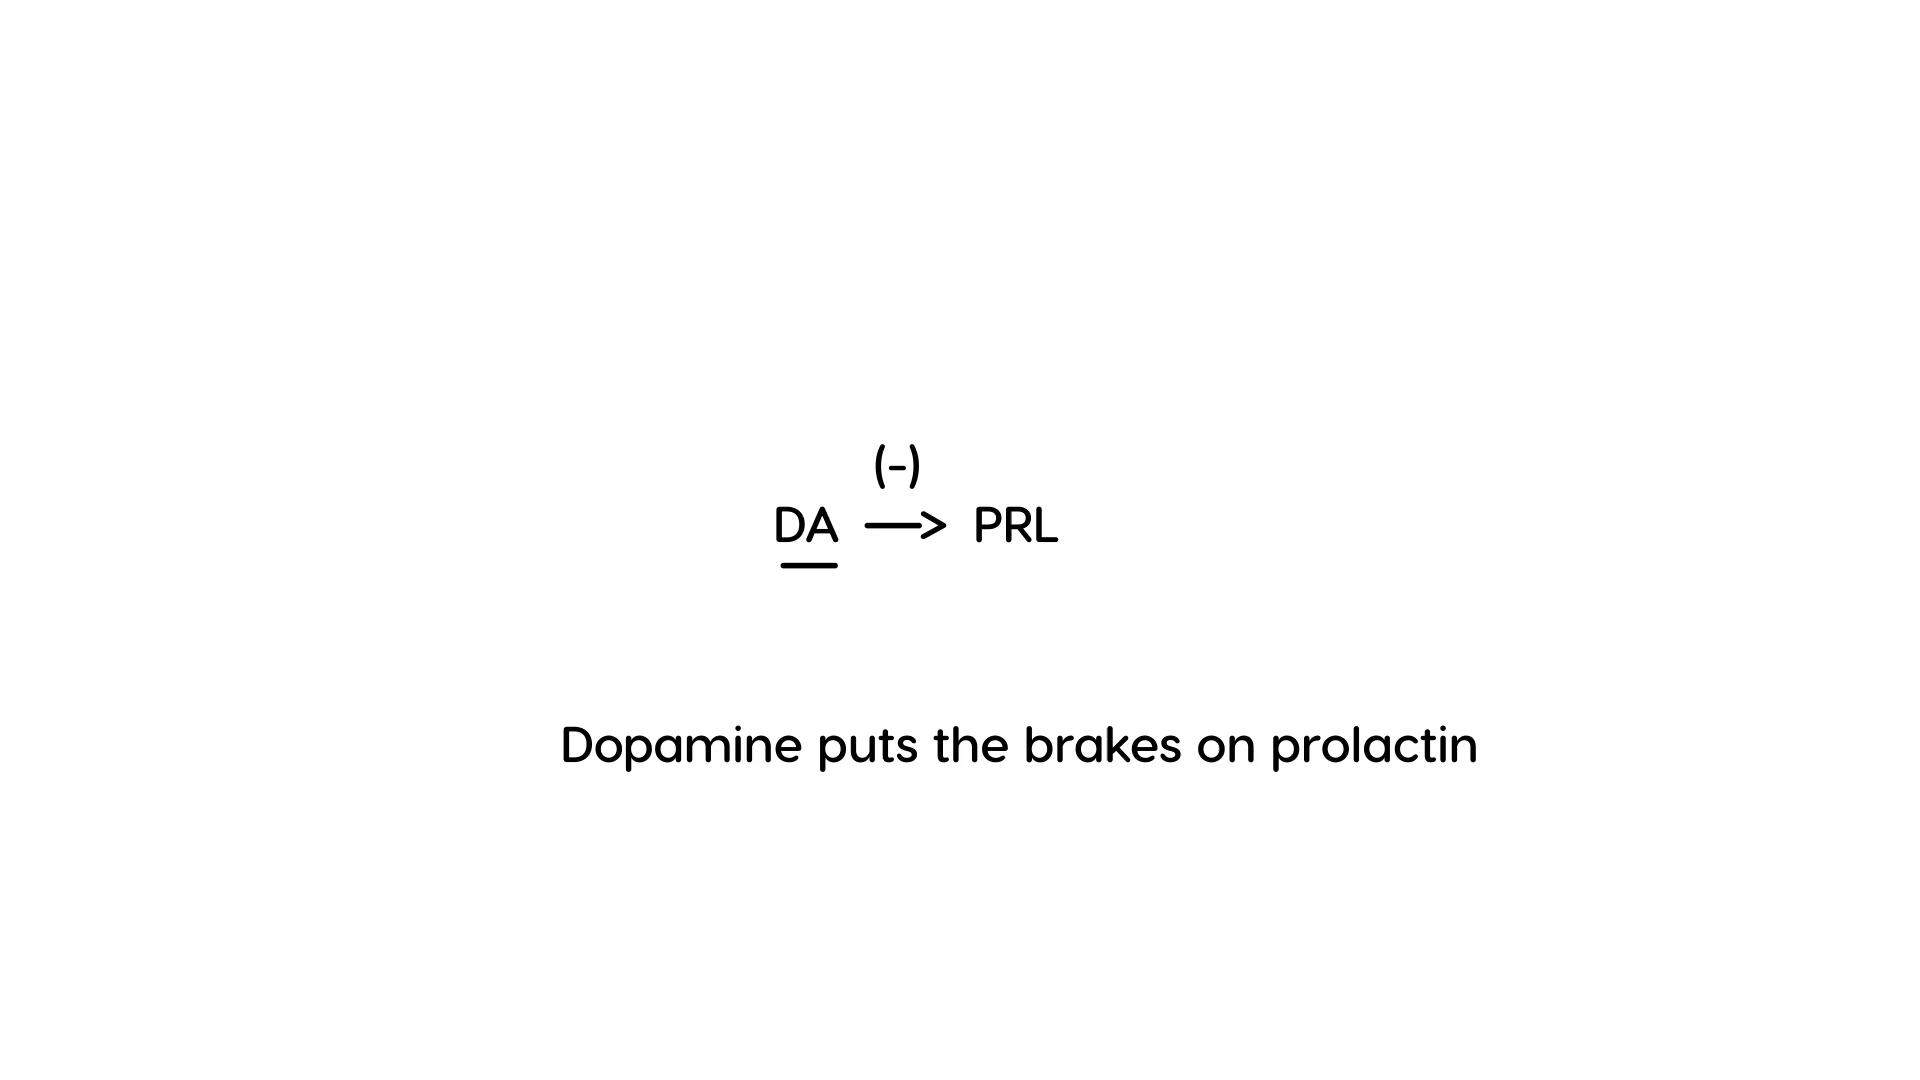 (-)
DA —> PRL
Dopamine puts the brakes on prolactin